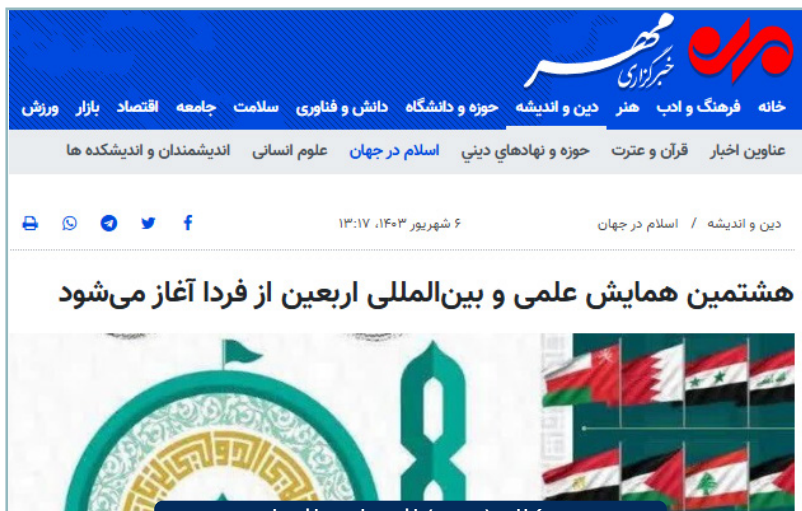 خبرگزاری مهر
خانه فرهنگ و ادب هنر دین و اندیشه حوزه و دانشگاه دانش و فناوری سلامت جامعه اقتصاد بازار ورزش
عناوین اخبار قرآن و عترت حوزه و نهادهاي ديني اسلام در جهان علوم انسانی اندیشمندان و اندیشکده ها
دین و اندیشه / اسلام در جهان ۶ شهریور ۱۴۰۳، ۱۳:۱۷
هشتمین همایش علمی و بین‌المللی اربعین از فردا آغاز می‌شود